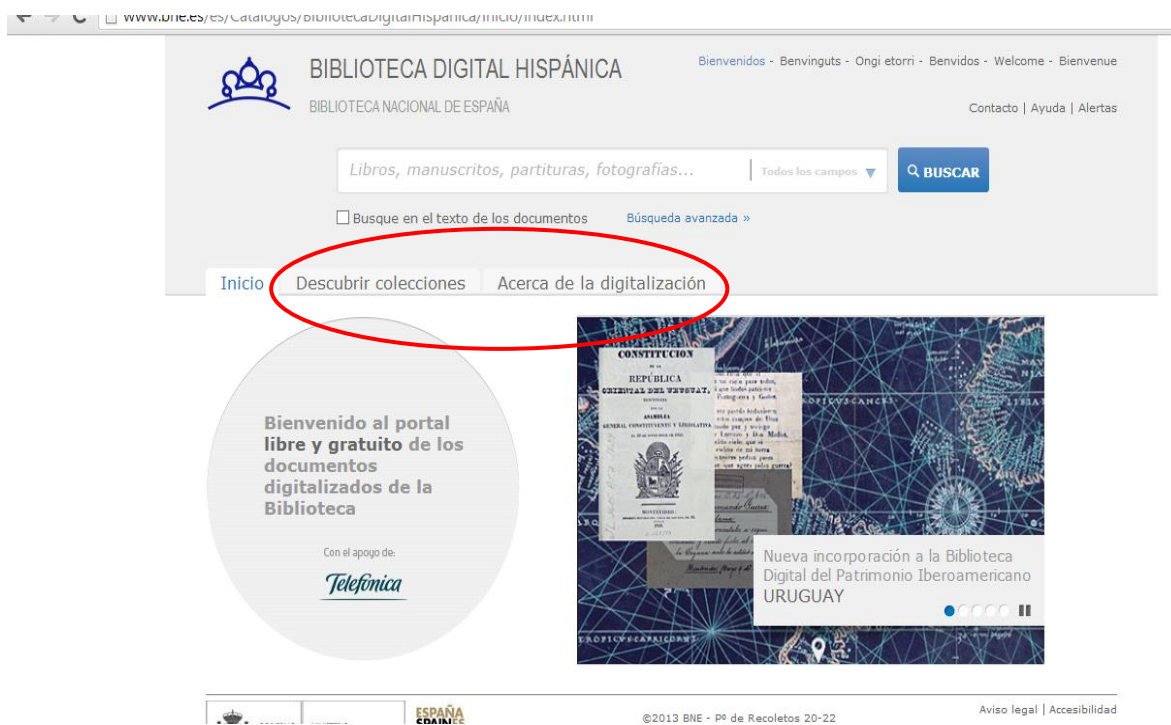 www.bne.es/es/Catalogos/BibliotecaDigitalHispanica/Inicio/index.html
BIBLIOTECA DIGITAL HISPÁNICA
BIBLIOTECA NACIONAL DE ESPAÑA
Bienvenidos - Benvinguts - Ongi etorri - Benvidos - Welcome - Bienvenue
Contacto | Ayuda | Alertas
Libros, manuscritos, partituras, fotografías...
Todos los campos
BUSCAR
Busque en el texto de los documentos
Búsqueda avanzada »
Inicio
Descubrir colecciones
Acerca de la digitalización
Bienvenido al portal
libre y gratuito de los
documentos
digitalizados de la
Biblioteca
Con el apoyo de:
Telefónica
CONSTITUCION
DE LA
REPÚBLICA
ORIENTAL DEL URUGUAY,
ASAMBLEA
GENERAL CONSTITUYENTE Y LEGISLATIVA
MONTEVIDEO:
Nueva incorporación a la Biblioteca
Digital del Patrimonio Iberoamericano
URUGUAY
ESPAÑA
©2013 BNE - Pº de Recoletos 20-22
Aviso legal | Accesibilidad